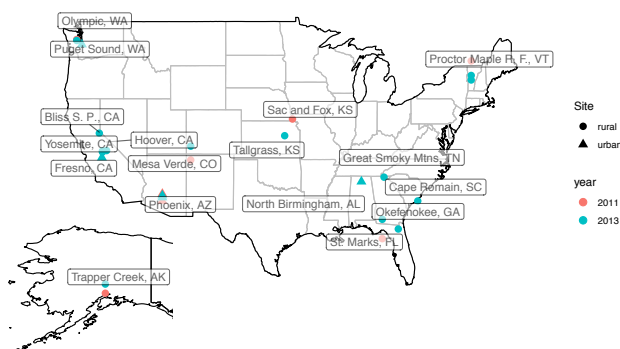 Olympic, WA
Puget Sound, WA
Proctor Maple R. F., VT
Sac and Fox, KS
Bliss S. P., CA
Hoover, CA
Yosemite, CA
Tallgrass, KS
Great Smoky Mtns, TN
Mesa Verde, CO
Fresno, CA
Cape Romain, SC
Phoenix, AZ
North Birmingham, AL
Okefenokee, GA
St. Marks, FL
Trapper Creek, AK
Site
rural
urban
year
2011
2013